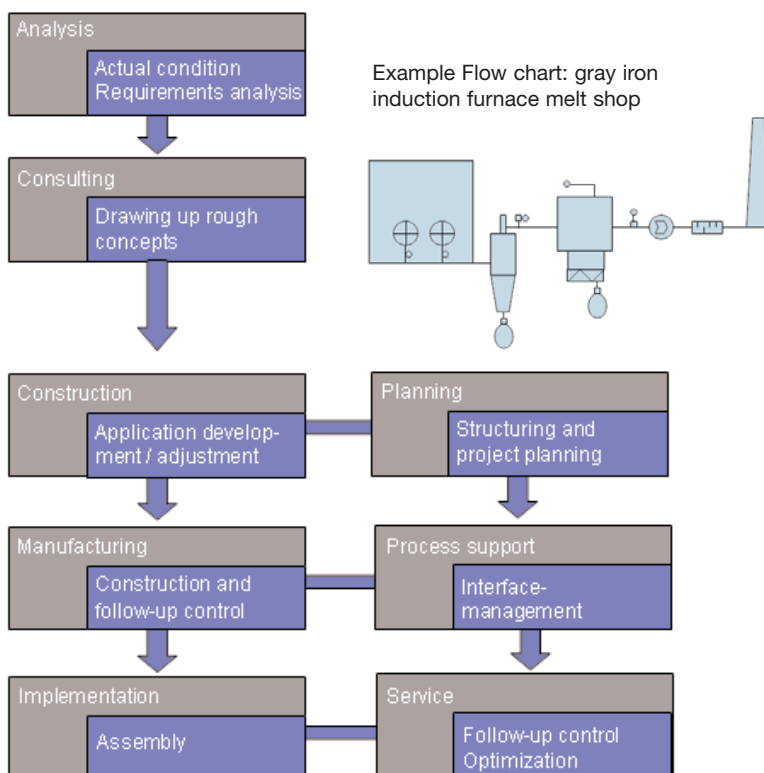 Analysis
Actual condition
Requirements analysis
Example Flow chart: gray iron
induction furnace melt shop
Consulting
Drawing up rough
concepts
Construction
Application develop-
ment / adjustment
Planning
Structuring and
project planning
Manufacturing
Construction and
follow-up control
Process support
Interface-
management
Implementation
Assembly
Service
Follow-up control
Optimization